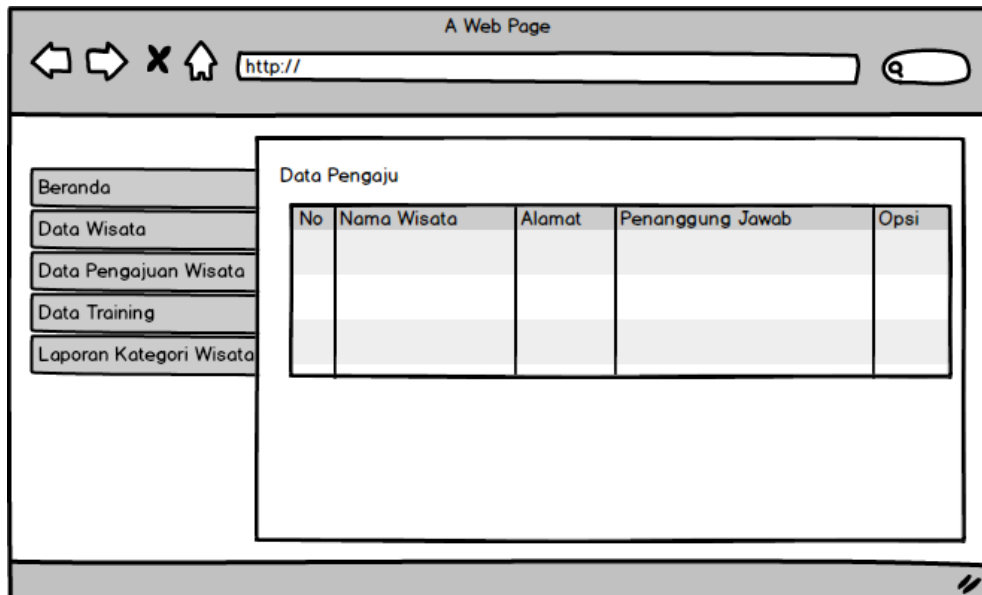 A Web Page
http://
Beranda
Data Wisata
Data Pengajuan Wisata
Data Training
Laporan Kategori Wisata
Data Pengaju
No Nama Wisata Alamat Penanggung Jawab Opsi